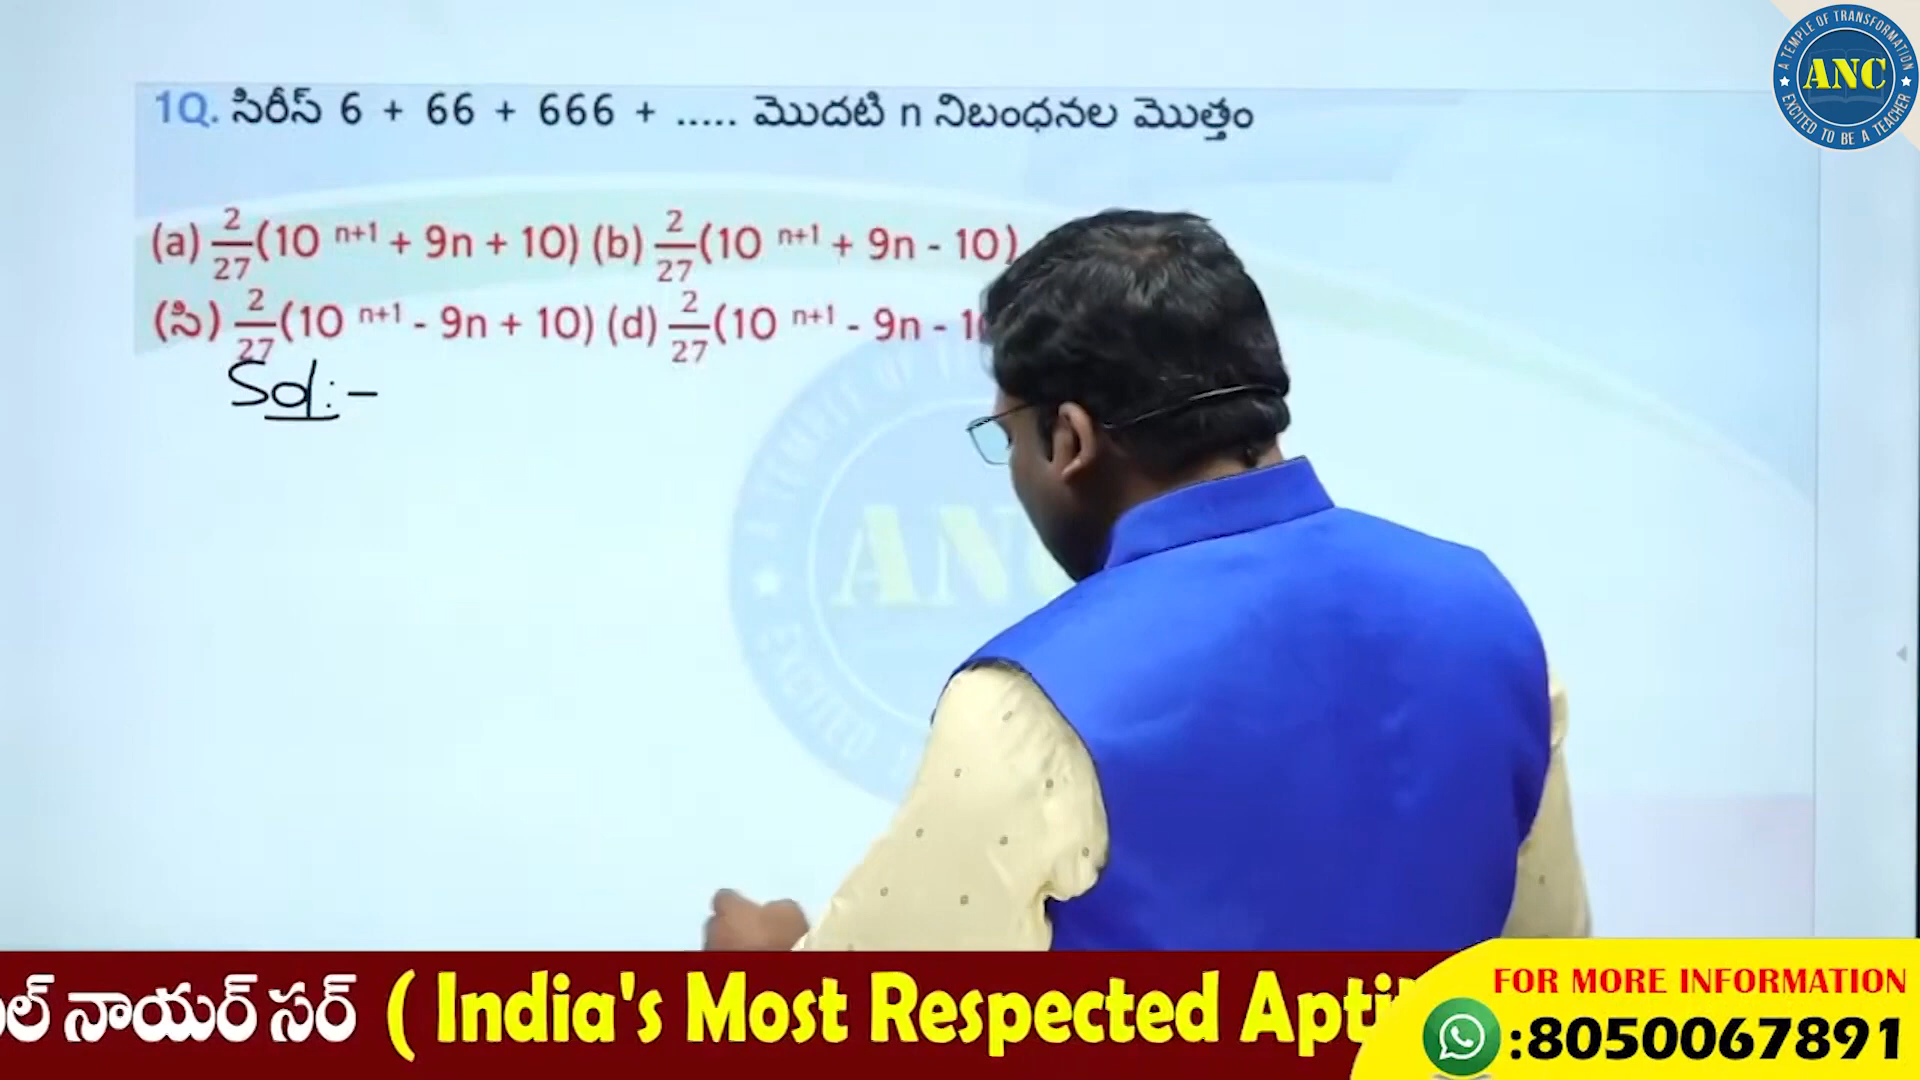 A TEMPLE OF TRANSFORMATION
ANC
EXCITED TO BE A TEACHER
1Q. సిరీస్ 6 + 66 + 666 + ..... మొదటి n నిబంధనల మొత్తం
(a) 2/27(10 ⁿ⁺¹ + 9n + 10) (b) 2/27(10 ⁿ⁺¹ + 9n - 10)
(సి) 2/27(10 ⁿ⁺¹ - 9n + 10) (d) 2/27(10 ⁿ⁺¹ - 9n -
Sol:-
నాయర్ సర్ ( India's Most Respected
FOR MORE INFORMATION
:8050067891